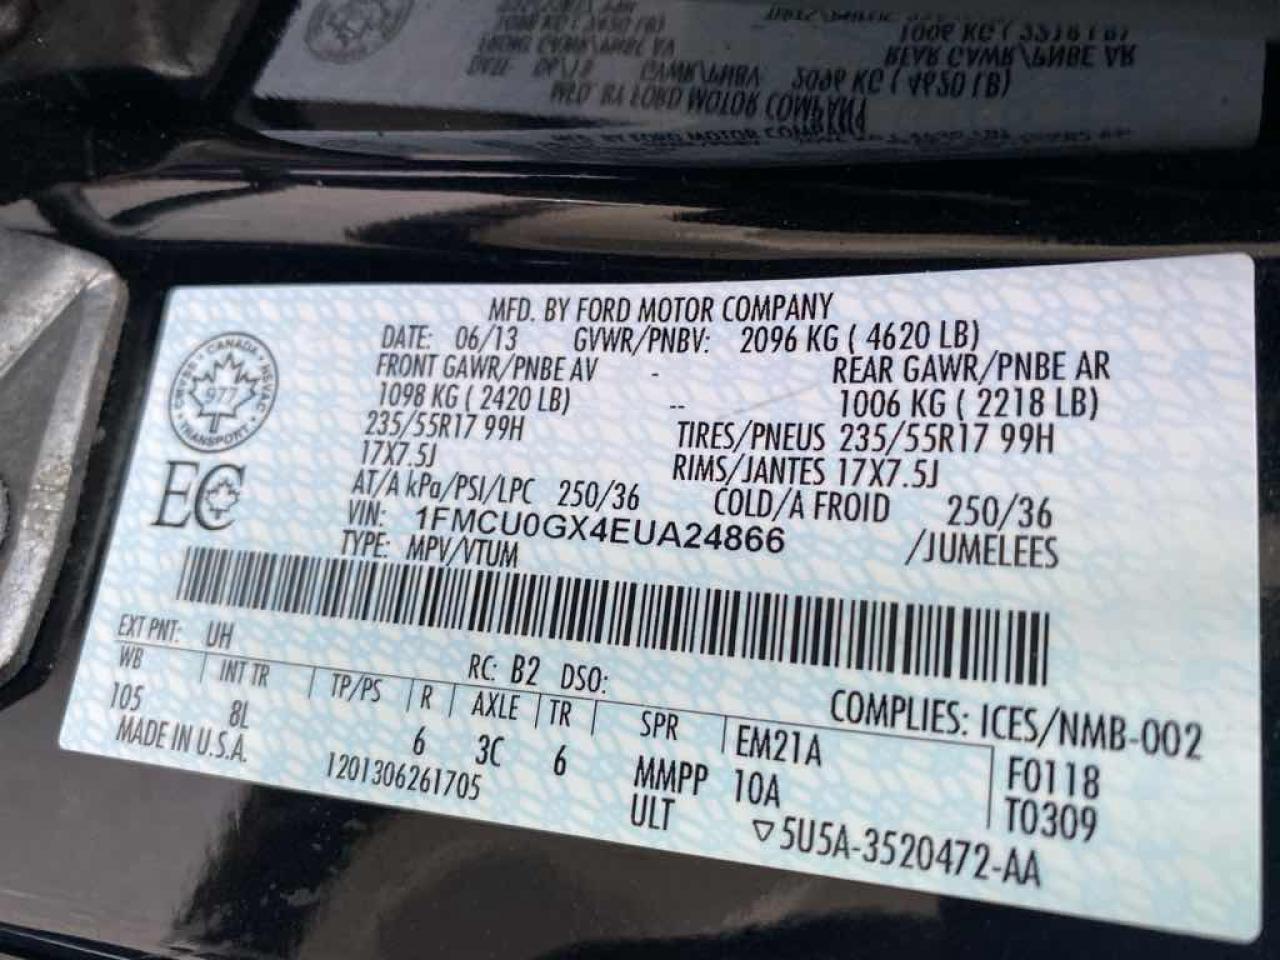 MFD. BY FORD MOTOR COMPANY
DATE: 06/13 GVWR/PNBV: 2096 KG ( 4620 LB)
FRONT GAWR/PNBE AV - REAR GAWR/PNBE AR
1098 KG ( 2420 LB) -- 1006 KG ( 2218 LB)
235/55R17 99H TIRES/PNEUS 235/55R17 99H
17X7.5J RIMS/JANTES 17X7.5J
AT/A kPa/PSI/LPC 250/36 COLD/A FROID 250/36
VIN: 1FMCU0GX4EUA24866 /JUMELEES
TYPE: MPV/VTUM
CANADA
977
TRANSPORT
EC
EXT PNT: UH RC: B2 DSO:
WB INT TR TP/PS R AXLE TR SPR EM21A COMPLIES: ICES/NMB-002
105 8L 6 3C 6 MMPP 10A F0118
MADE IN U.S.A. 1201306261705 ULT T0309
5U5A-3520472-AA